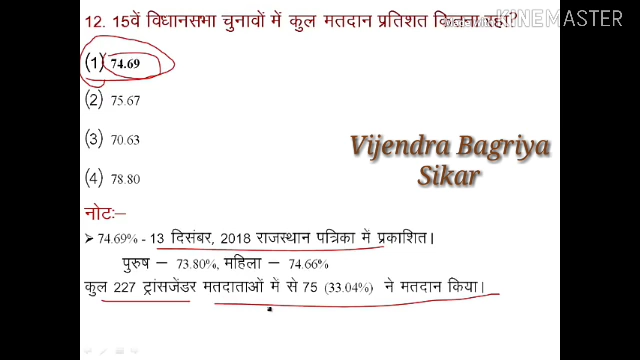 12. 15वें विधानसभा चुनावों में कुल मतदान प्रतिशत कितना रहा?
KINEMASTER
(1) 74.69
(2) 75.67
(3) 70.63
(4) 78.80
Vijendra Bagriya
Sikar
नोटः–
➢ 74.69% - 13 दिसंबर, 2018 राजस्थान पत्रिका में प्रकाशित।
पुरुष – 73.80%, महिला – 74.66%
कुल 227 ट्रांसजेंडर मतदाताओं में से 75 (33.04%) ने मतदान किया।